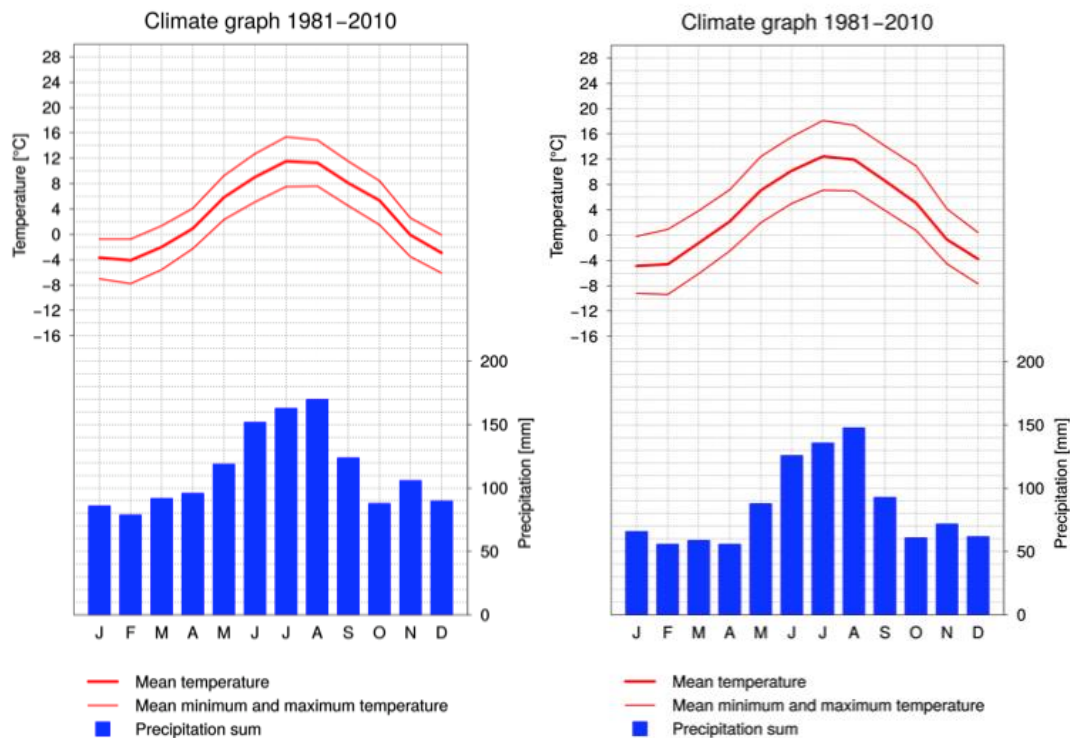 Climate graph 1981−2010
Temperature [°C]
28
24
20
16
12
8
4
0
−4
−8
−12
−16
200
150
100
50
0
Precipitation [mm]
J F M A M J J A S O N D
Mean temperature
Mean minimum and maximum temperature
Precipitation sum
Climate graph 1981−2010
Temperature [°C]
28
24
20
16
12
8
4
0
−4
−8
−12
−16
200
150
100
50
0
Precipitation [mm]
J F M A M J J A S O N D
Mean temperature
Mean minimum and maximum temperature
Precipitation sum